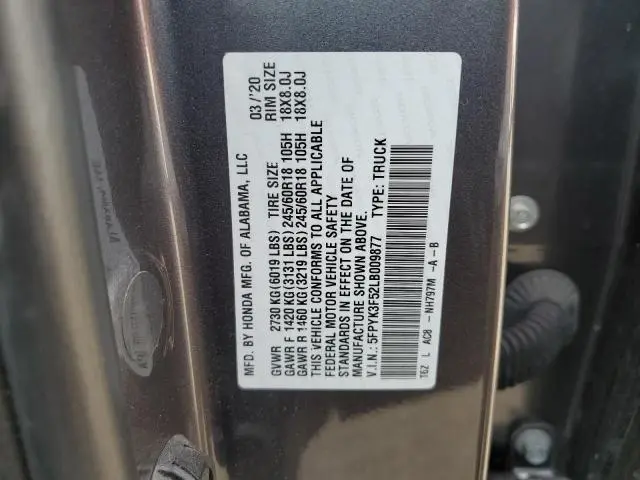 MFD. BY HONDA MFG. OF ALABAMA, LLC 03/'20
GVWR 2730 KG(6019 LBS) TIRE SIZE RIM SIZE
GAWR F 1420 KG(3131 LBS) 245/60R18 105H 18X8.0J
GAWR R 1460 KG(3219 LBS) 245/60R18 105H 18X8.0J
THIS VEHICLE CONFORMS TO ALL APPLICABLE
FEDERAL MOTOR VEHICLE SAFETY
STANDARDS IN EFFECT ON THE DATE OF
MANUFACTURE SHOWN ABOVE.
V.I.N.: 5FPYK3F52LB009877 TYPE: TRUCK
T6Z L AC8 - NH797M -A -B